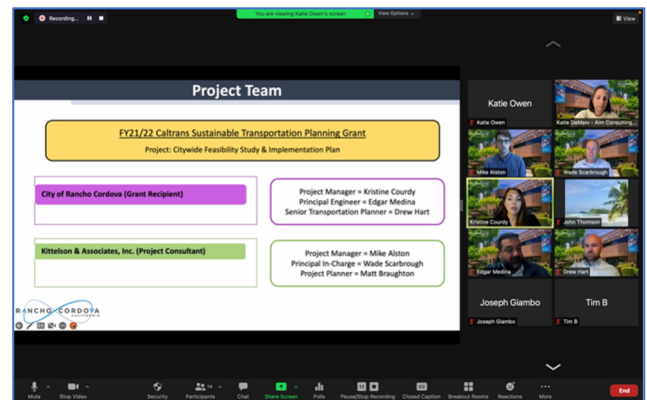 Recording...
You are viewing Katie Owen's screen
View Options
View
Project Team
FY21/22 Caltrans Sustainable Transportation Planning Grant
Project: Citywide Feasibility Study & Implementation Plan
City of Rancho Cordova (Grant Recipient)
Project Manager = Kristine Courdy
Principal Engineer = Edgar Medina
Senior Transportation Planner = Drew Hart
Kittelson & Associates, Inc. (Project Consultant)
Project Manager = Mike Alston
Principal In-Charge = Wade Scarbrough
Project Planner = Matt Braughton
RANCHO CORDOVA
CALIFORNIA
Katie Owen
Katie Owen
Katie DeMaio - Aim Consulting...
Mike Alston
Wade Scarbrough
Kristine Courdy
John Thomson
Edgar Medina
Drew Hart
Joseph Giambo
Joseph Giambo
Tim B
Tim B
Mute
Stop Video
Security
Participants
14
Chat
Share Screen
Polls
Pause/Stop Recording
Closed Caption
Breakout Rooms
Reactions
More
End